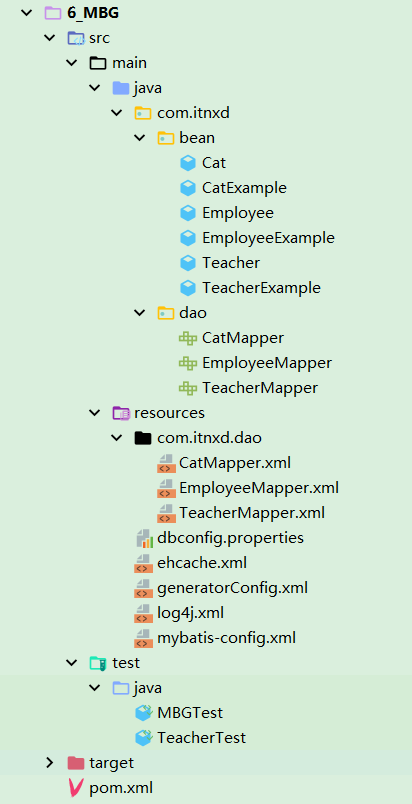 6_MBG
src
main
java
com.itnxd
bean
Cat
CatExample
Employee
EmployeeExample
Teacher
TeacherExample
dao
CatMapper
EmployeeMapper
TeacherMapper
resources
com.itnxd.dao
CatMapper.xml
EmployeeMapper.xml
TeacherMapper.xml
dbconfig.properties
ehcache.xml
generatorConfig.xml
log4j.xml
mybatis-config.xml
test
java
MBGTest
TeacherTest
target
pom.xml